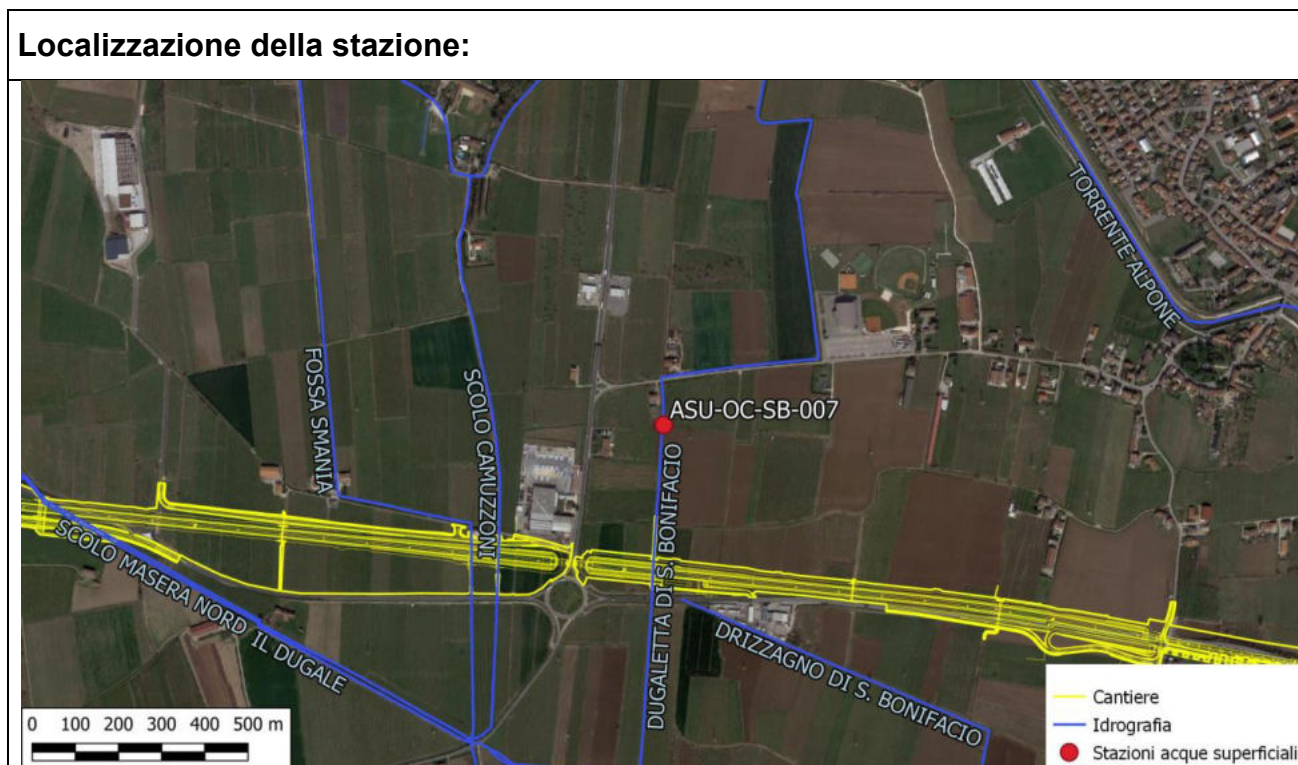 Localizzazione della stazione:
TORRENTE ALPONE
FOSSA SMANIA
SCOLO CAMUZZONI
ASU-OC-SB-007
DUGALETTA DI S. BONIFACIO
SCOLO MASERA NORD IL DUGALE
DRIZZAGNO DI S. BONIFACIO
0 100 200 300 400 500 m
Cantiere
Idrografia
Stazioni acque superficiali